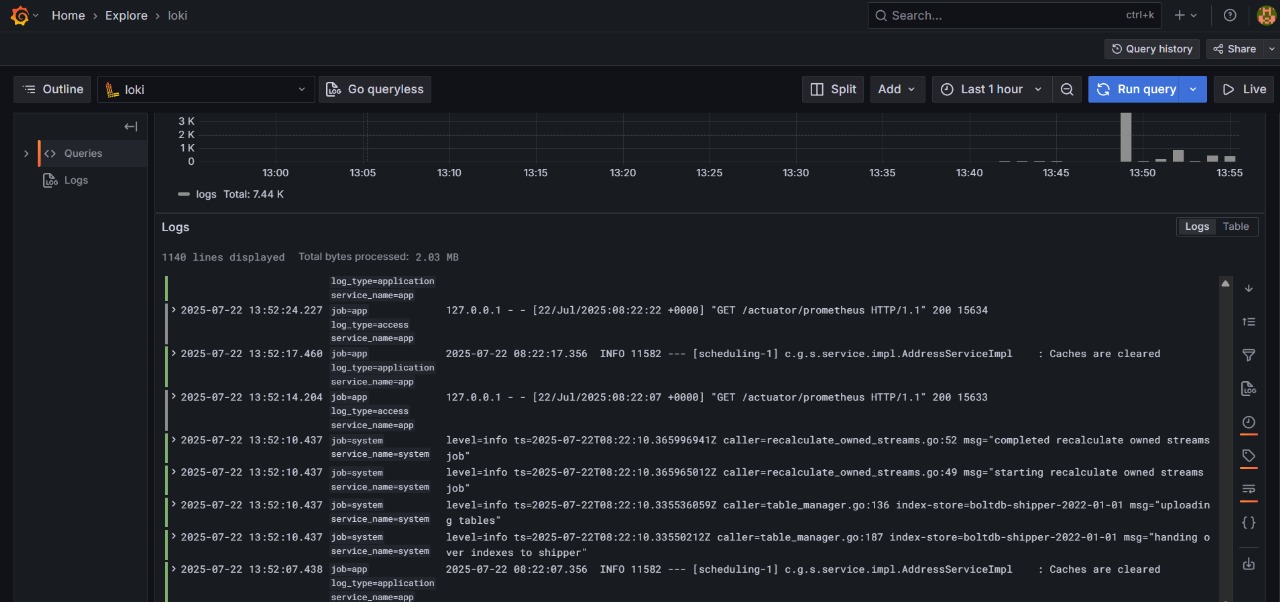 Home › Explore › loki
Search... ctrl+k
Query history Share
Outline loki Go queryless Split Add Last 1 hour Run query Live
Queries
Logs
3 K
2 K
1 K
0
13:00 13:05 13:10 13:15 13:20 13:25 13:30 13:35 13:40 13:45 13:50 13:55
logs Total: 7.44 K
Logs Logs Table
1140 lines displayed Total bytes processed: 2.03 MB
log_type=application
service_name=app
2025-07-22 13:52:24.227 job=app 127.0.0.1 - - [22/Jul/2025:08:22:22 +0000] "GET /actuator/prometheus HTTP/1.1" 200 15634
log_type=access
service_name=app
2025-07-22 13:52:17.460 job=app 2025-07-22 08:22:17.356 INFO 11582 --- [scheduling-1] c.g.s.service.impl.AddressServiceImpl : Caches are cleared
log_type=application
service_name=app
2025-07-22 13:52:14.204 job=app 127.0.0.1 - - [22/Jul/2025:08:22:07 +0000] "GET /actuator/prometheus HTTP/1.1" 200 15633
log_type=access
service_name=app
2025-07-22 13:52:10.437 job=system level=info ts=2025-07-22T08:22:10.365996941Z caller=recalculate_owned_streams.go:52 msg="completed recalculate owned streams
service_name=system job"
2025-07-22 13:52:10.437 job=system level=info ts=2025-07-22T08:22:10.365965012Z caller=recalculate_owned_streams.go:49 msg="starting recalculate owned streams
service_name=system job"
2025-07-22 13:52:10.437 job=system level=info ts=2025-07-22T08:22:10.335536059Z caller=table_manager.go:136 index-store=boltdb-shipper-2022-01-01 msg="uploadin
service_name=system g tables"
2025-07-22 13:52:10.437 job=system level=info ts=2025-07-22T08:22:10.33550212Z caller=table_manager.go:187 index-store=boltdb-shipper-2022-01-01 msg="handing o
service_name=system ver indexes to shipper"
2025-07-22 13:52:07.438 job=app 2025-07-22 08:22:07.356 INFO 11582 --- [scheduling-1] c.g.s.service.impl.AddressServiceImpl : Caches are cleared
log_type=application
service_name=app